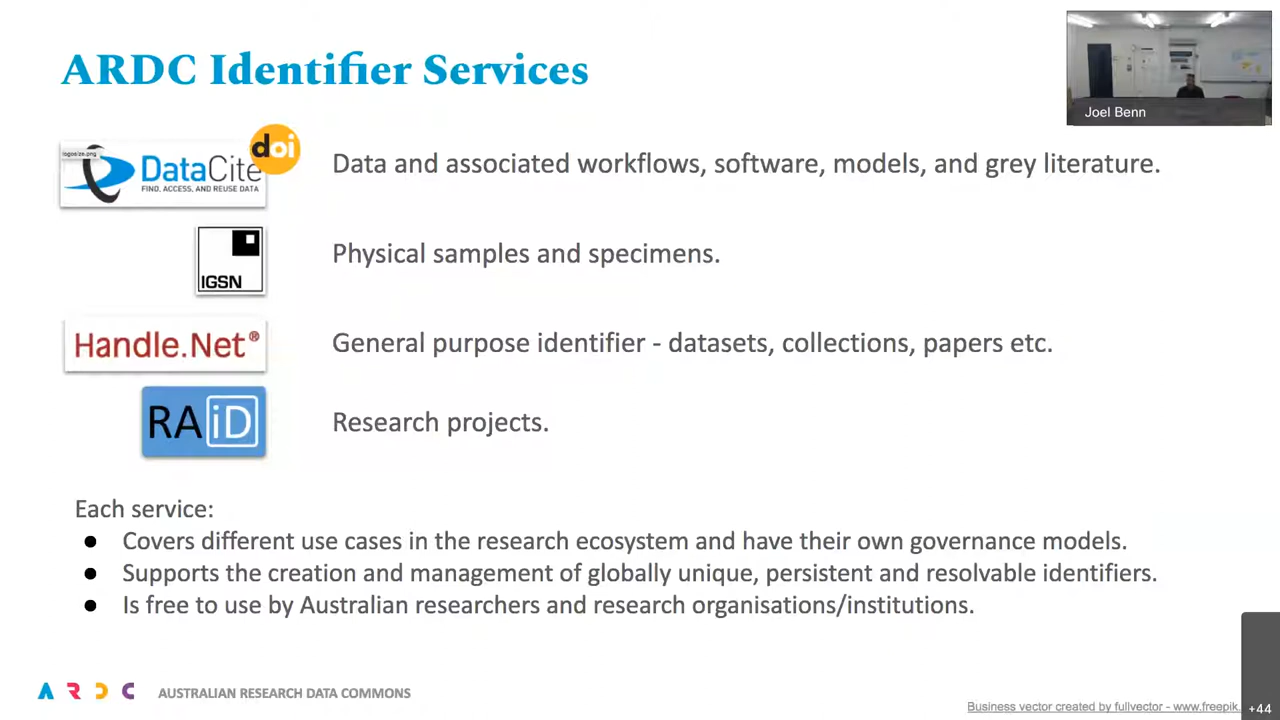 ARDC Identifier Services
Joel Benn
logosize.png
doi
DataCite
FIND, ACCESS, AND REUSE DATA
Data and associated workflows, software, models, and grey literature.
IGSN
Physical samples and specimens.
Handle.Net®
General purpose identifier - datasets, collections, papers etc.
RAiD
Research projects.
Each service:
● Covers different use cases in the research ecosystem and have their own governance models.
● Supports the creation and management of globally unique, persistent and resolvable identifiers.
● Is free to use by Australian researchers and research organisations/institutions.
ARDC AUSTRALIAN RESEARCH DATA COMMONS
Business vector created by fullvector - www.freepik.
+44